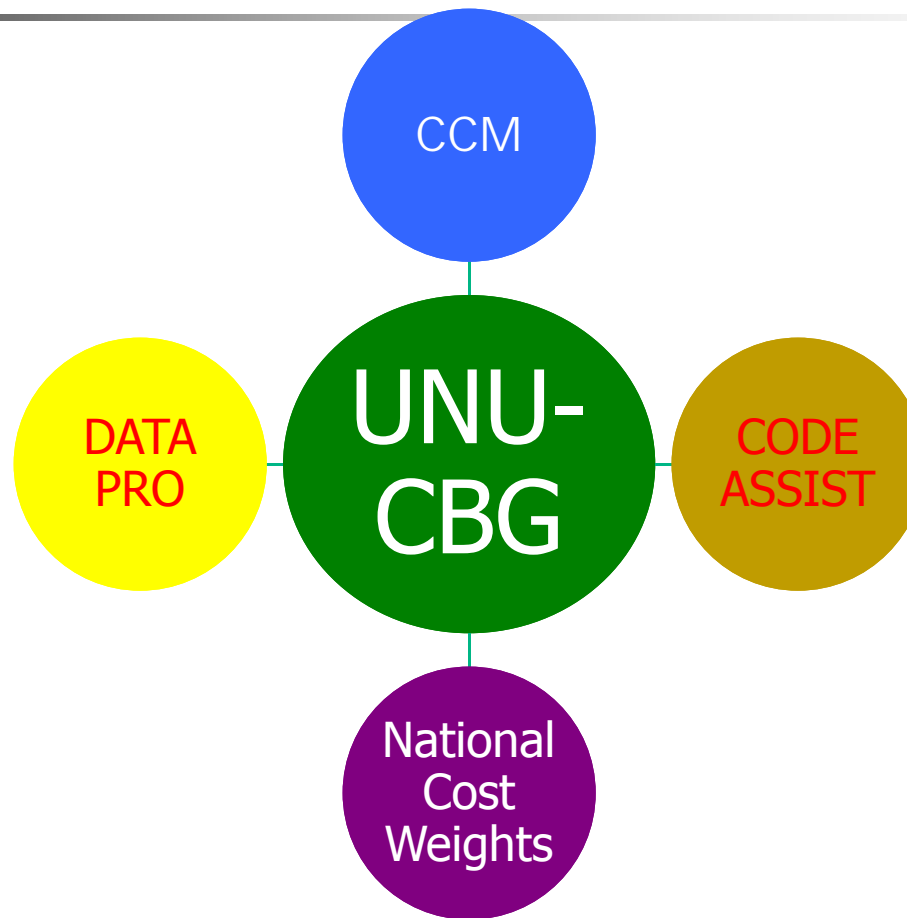 CCM
UNU-
CBG
DATA
PRO
CODE
ASSIST
National
Cost
Weights